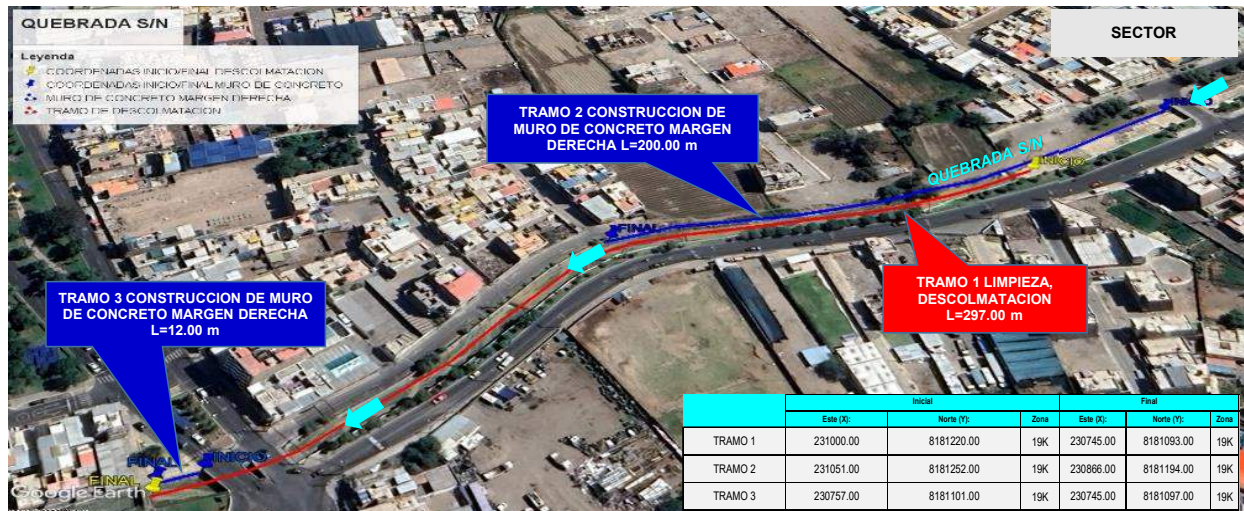 QUEBRADA S/N
Leyenda
COORDENADAS INICIO/FINAL DESCOLMATACION
COORDENADAS INICIO/FINAL MURO DE CONCRETO
MURO DE CONCRETO MARGEN DERECHA
TRAMO DE DESCOLMATACION
SECTOR
INICIO
TRAMO 2 CONSTRUCCION DE
MURO DE CONCRETO MARGEN
DERECHA L=200.00 m
QUEBRADA S/N
INICIO
FINAL
TRAMO 1 LIMPIEZA,
DESCOLMATACION
L=297.00 m
TRAMO 3 CONSTRUCCION DE MURO
DE CONCRETO MARGEN DERECHA
L=12.00 m
FINAL
INICIO
FINAL
Google Earth
Inicial Final
Este (X): Norte (Y): Zona Este (X): Norte (Y): Zona
TRAMO 1 231000.00 8181220.00 19K 230745.00 8181093.00 19K
TRAMO 2 231051.00 8181252.00 19K 230866.00 8181194.00 19K
TRAMO 3 230757.00 8181101.00 19K 230745.00 8181097.00 19K